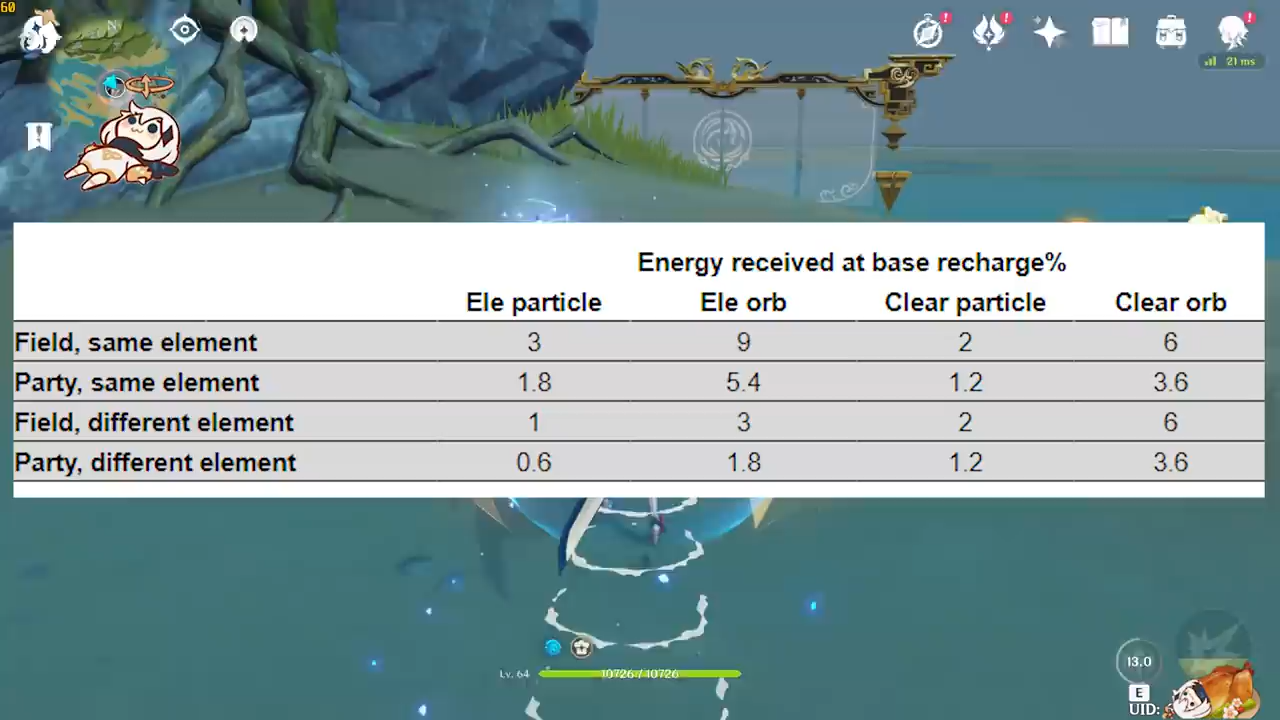 60
N
21 ms
Energy received at base recharge%
Ele particle Ele orb Clear particle Clear orb
Field, same element 3 9 2 6
Party, same element 1.8 5.4 1.2 3.6
Field, different element 1 3 2 6
Party, different element 0.6 1.8 1.2 3.6
Lv. 64 10726 / 10726
13.0
E
UID: